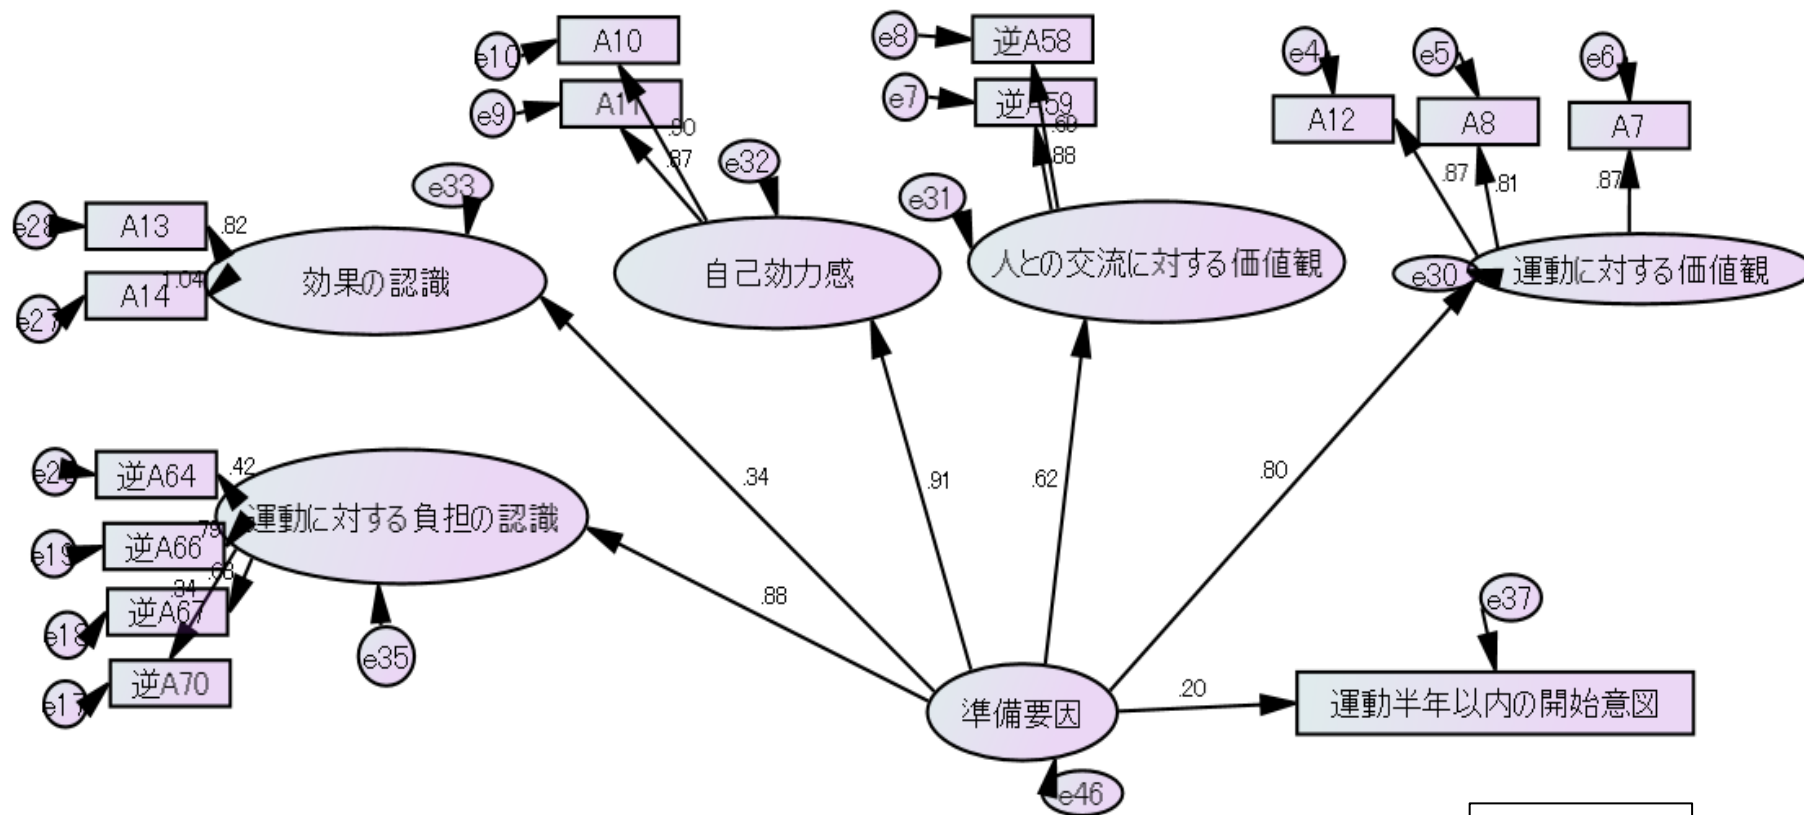 e10
A10
e9
A11
.90
.87
e8
逆A58
e7
逆A59
.69
.88
e4
A12
e5
A8
e6
A7
.87
.81
.87
e28
A13
.82
e27
A14
1.04
e33
効果の認識
e32
自己効力感
e31
人との交流に対する価値観
e30
運動に対する価値観
.34
.91
.62
.80
逆A64
.42
e19
逆A66
.79
e18
逆A67
.68
e17
逆A70
.34
運動に対する負担の認識
e35
.88
準備要因
e46
.20
運動半年以内の開始意図
e37